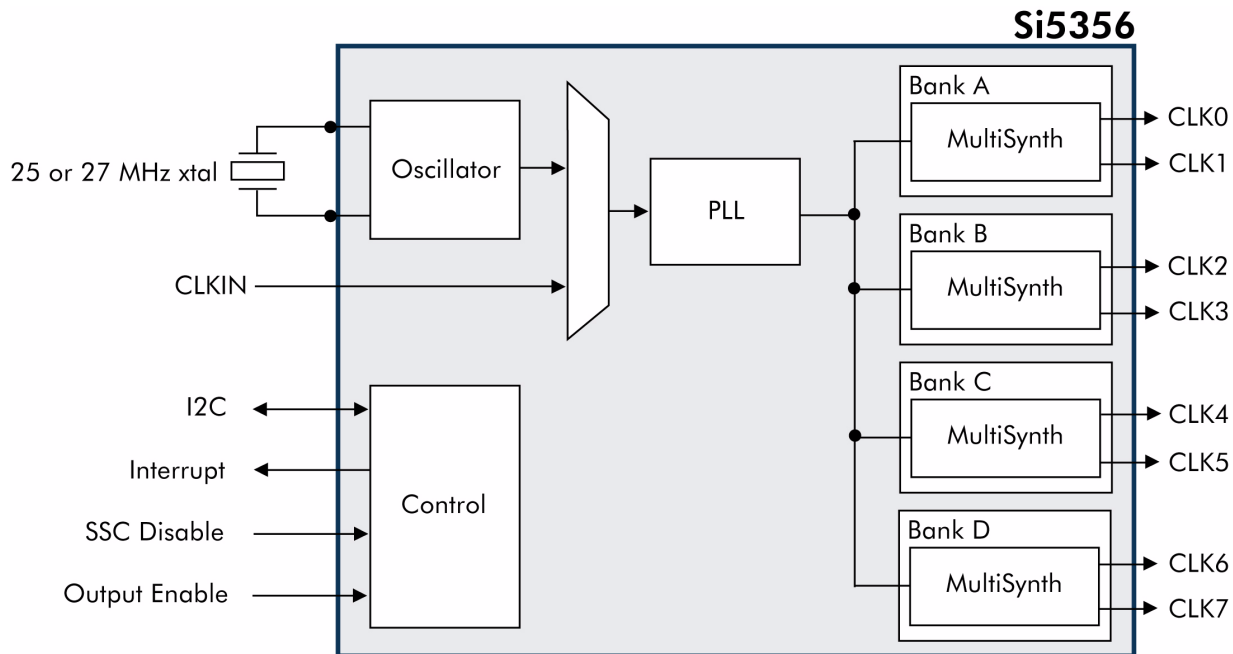 Si5356
Bank A
MultiSynth
CLK0
CLK1
25 or 27 MHz xtal
Oscillator
PLL
CLKIN
Bank B
MultiSynth
CLK2
CLK3
Bank C
MultiSynth
CLK4
CLK5
I2C
Interrupt
SSC Disable
Output Enable
Control
Bank D
MultiSynth
CLK6
CLK7